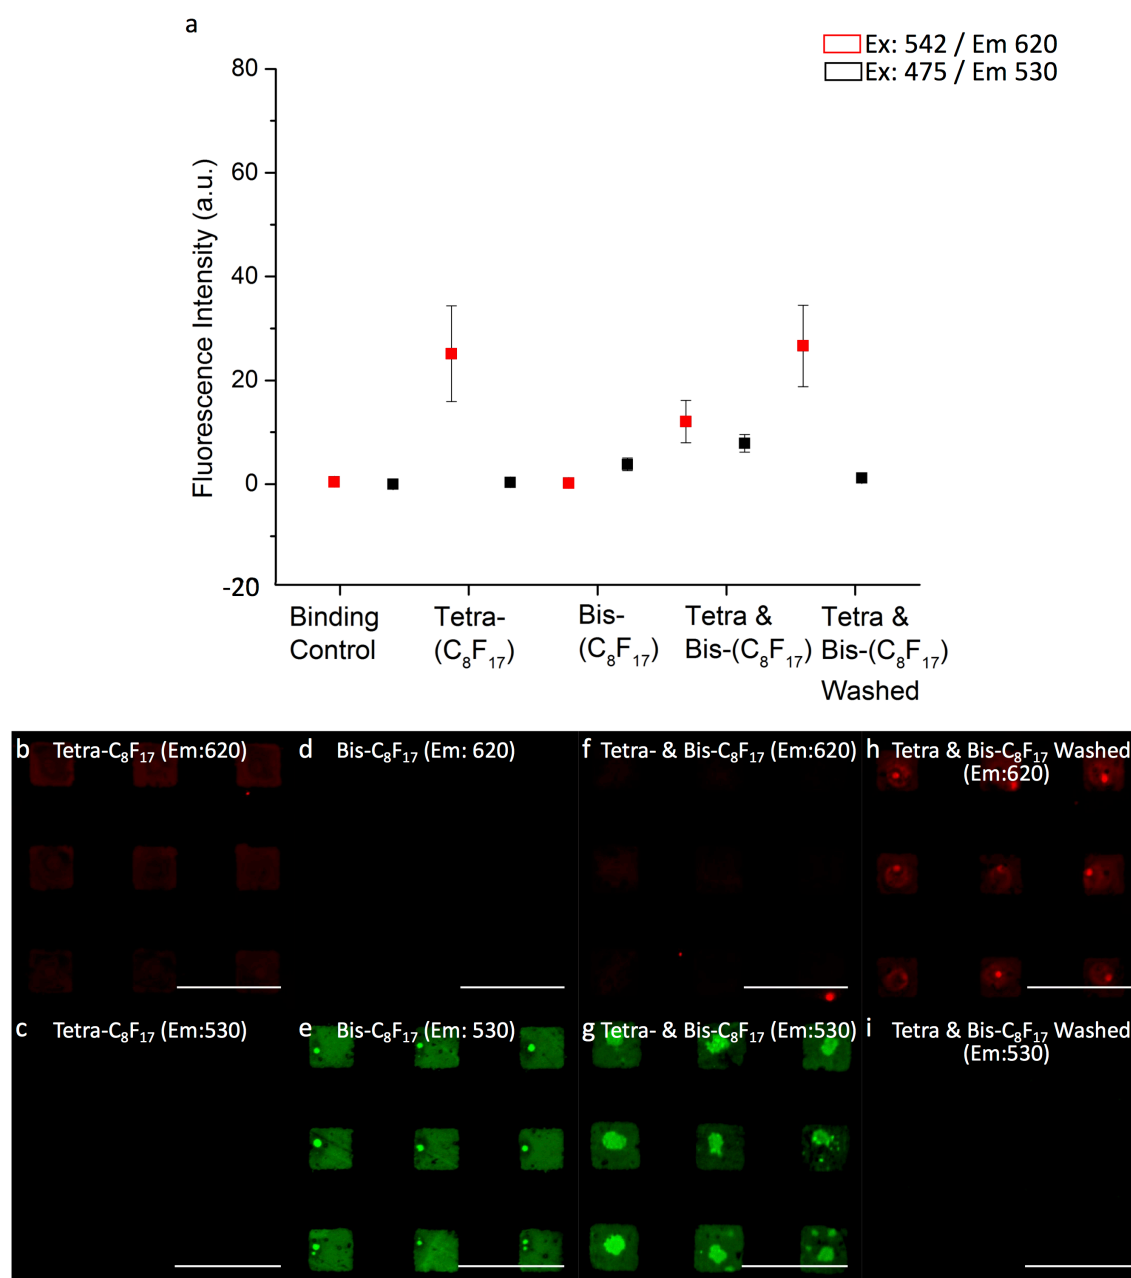 a
Ex: 542 / Em 620
Ex: 475 / Em 530
Fluorescence Intensity (a.u.)
80
60
40
20
0
-20
Binding
Control
Tetra-
(C₈F₁₇)
Bis-
(C₈F₁₇)
Tetra &
Bis-(C₈F₁₇)
Tetra &
Bis-(C₈F₁₇)
Washed
b Tetra-C₈F₁₇ (Em:620)
d Bis-C₈F₁₇ (Em: 620)
f Tetra- & Bis-C₈F₁₇ (Em:620)
h Tetra & Bis-C₈F₁₇ Washed
(Em:620)
c Tetra-C₈F₁₇ (Em:530)
e Bis-C₈F₁₇ (Em: 530)
g Tetra- & Bis-C₈F₁₇ (Em:530)
i Tetra & Bis-C₈F₁₇ Washed
(Em:530)